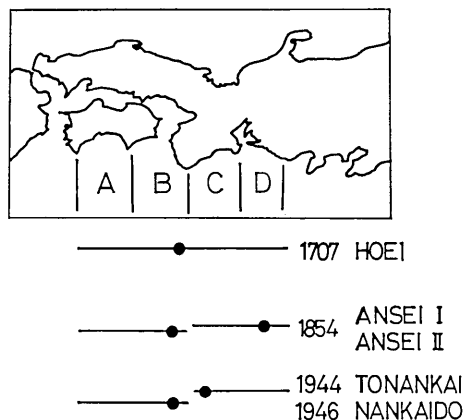 A B C D
1707 HOEI
1854 ANSEI I
ANSEI II
1944 TONANKAI
1946 NANKAIDO